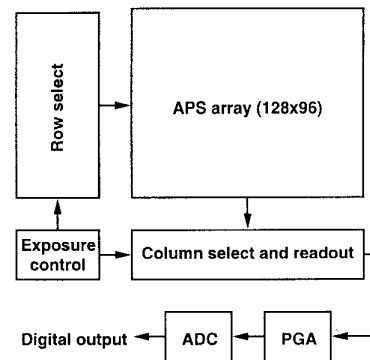 Row select
APS array (128x96)
Exposure
control
Column select and readout
Digital output
ADC
PGA